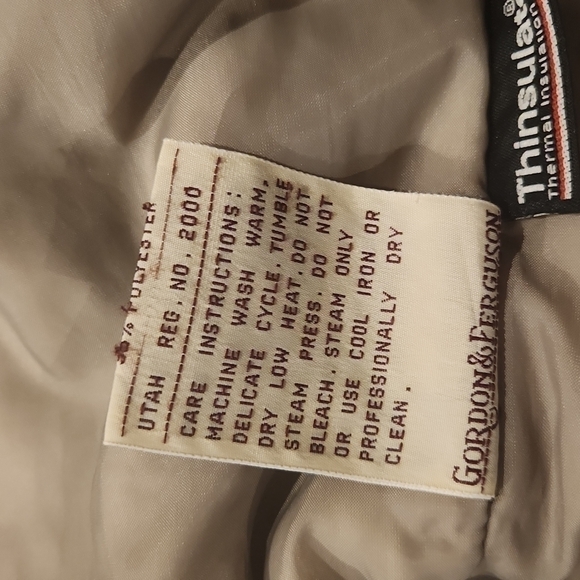 % POLYESTER
UTAH REG. NO. 2000
CARE INSTRUCTIONS:
MACHINE WASH WARM,
DELICATE CYCLE, TUMBLE
DRY LOW HEAT. DO NOT
STEAM PRESS. DO NOT
BLEACH. STEAM ONLY
OR USE COOL IRON OR
PROFESSIONALLY DRY
CLEAN.
GORDON&FERGUSON
Thinsulate®
Thermal Insulation